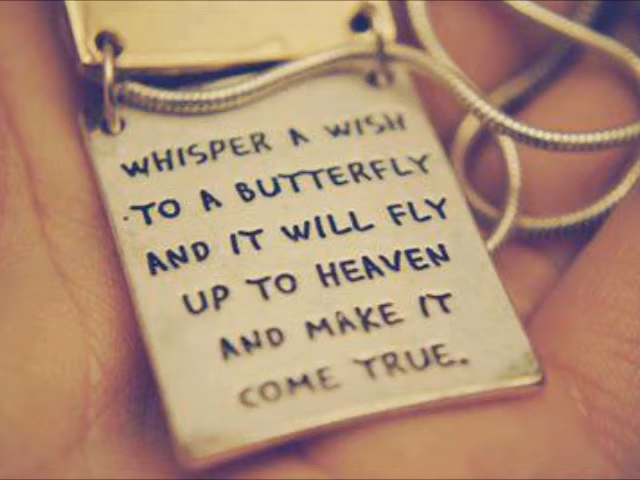 WHISPER A WISH
TO A BUTTERFLY
AND IT WILL FLY
UP TO HEAVEN
AND MAKE IT
COME TRUE.